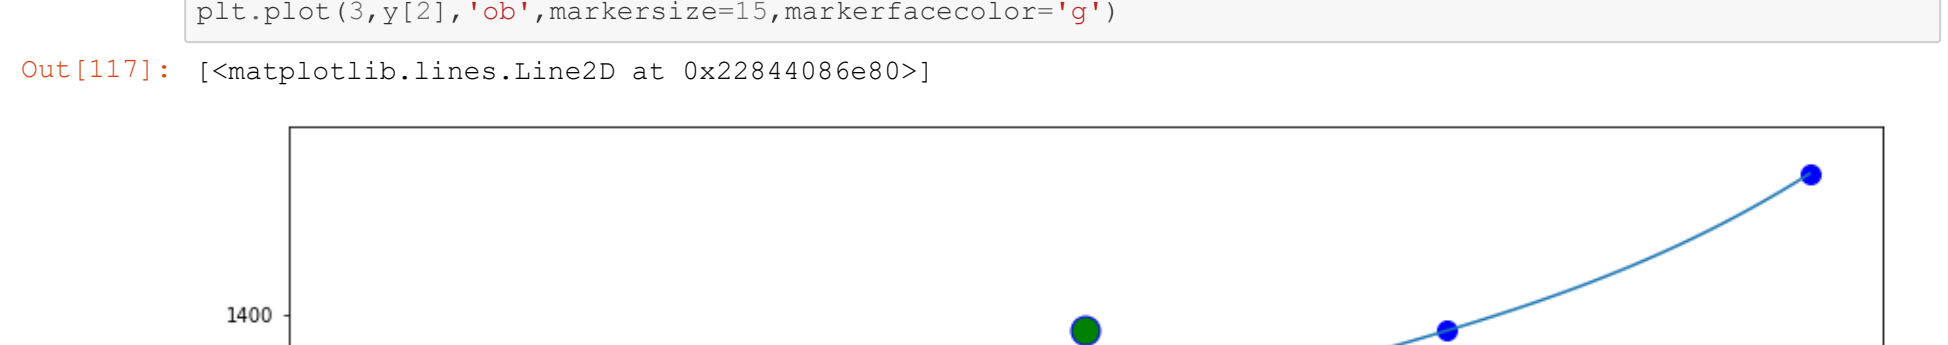 plt.plot(3,y[2],'ob',markersize=15,markerfacecolor='g')
Out[117]: [<matplotlib.lines.Line2D at 0x22844086e80>]
1400